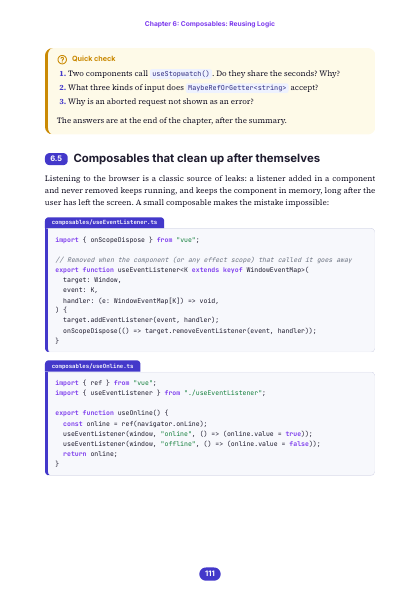 Chapter 6: Composables: Reusing Logic
Quick check
1. Two components call useStopwatch(). Do they share the seconds? Why?
2. What three kinds of input does MaybeRefOrGetter<string> accept?
3. Why is an aborted request not shown as an error?
The answers are at the end of the chapter, after the summary.
6.5 Composables that clean up after themselves
Listening to the browser is a classic source of leaks: a listener added in a component
and never removed keeps running, and keeps the component in memory, long after the
user has left the screen. A small composable makes the mistake impossible:
composables/useEventListener.ts
import { onScopeDispose } from "vue";
// Removed when the component (or any effect scope) that called it goes away
export function useEventListener<K extends keyof WindowEventMap>(
  target: Window,
  event: K,
  handler: (e: WindowEventMap[K]) => void,
) {
  target.addEventListener(event, handler);
  onScopeDispose(() => target.removeEventListener(event, handler));
}
composables/useOnline.ts
import { ref } from "vue";
import { useEventListener } from "./useEventListener";
export function useOnline() {
  const online = ref(navigator.onLine);
  useEventListener(window, "online", () => (online.value = true));
  useEventListener(window, "offline", () => (online.value = false));
  return online;
}
111